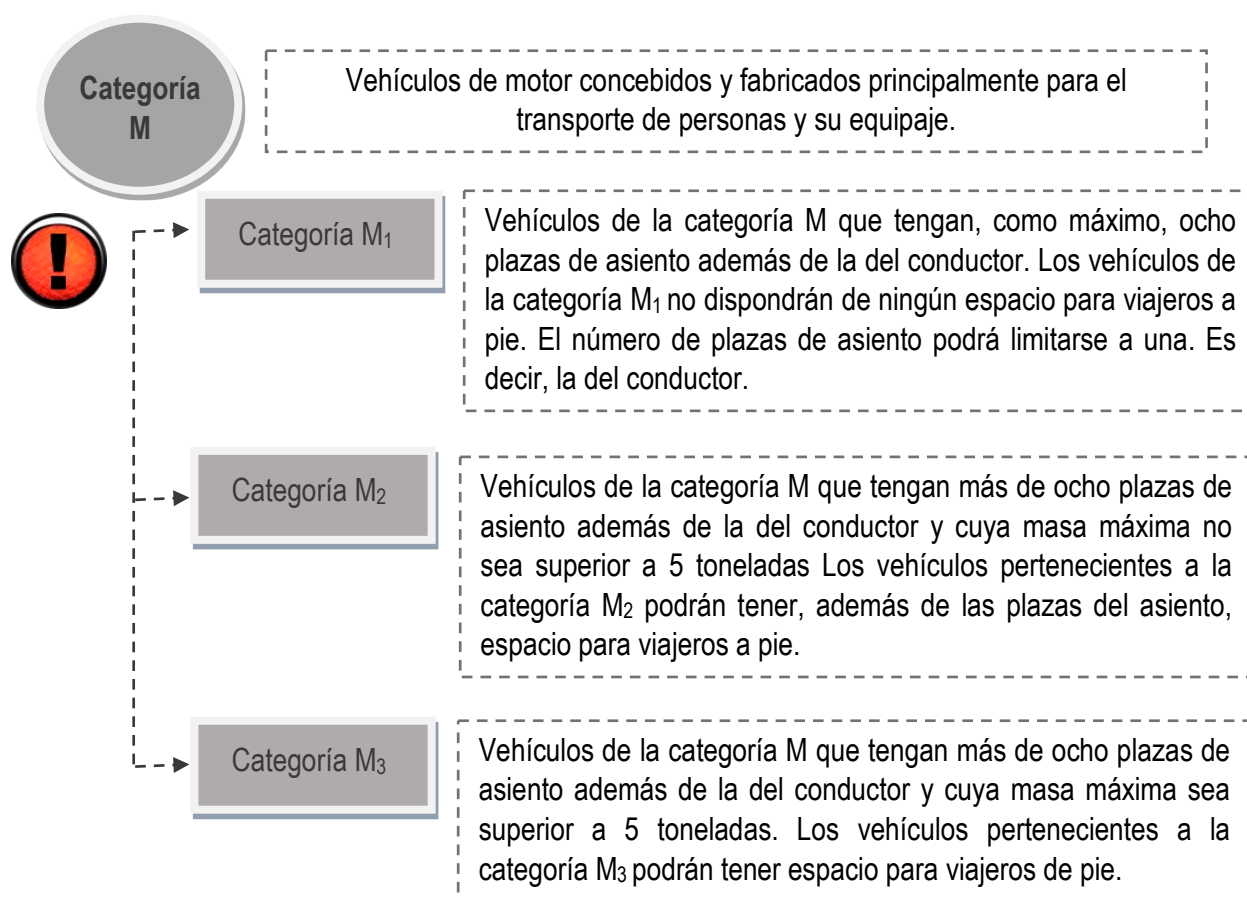 Categoría
M
Vehículos de motor concebidos y fabricados principalmente para el
transporte de personas y su equipaje.
Categoría M₁
Vehículos de la categoría M que tengan, como máximo, ocho
plazas de asiento además de la del conductor. Los vehículos de
la categoría M₁ no dispondrán de ningún espacio para viajeros a
pie. El número de plazas de asiento podrá limitarse a una. Es
decir, la del conductor.
Categoría M₂
Vehículos de la categoría M que tengan más de ocho plazas de
asiento además de la del conductor y cuya masa máxima no
sea superior a 5 toneladas Los vehículos pertenecientes a la
categoría M₂ podrán tener, además de las plazas del asiento,
espacio para viajeros a pie.
Categoría M₃
Vehículos de la categoría M que tengan más de ocho plazas de
asiento además de la del conductor y cuya masa máxima sea
superior a 5 toneladas. Los vehículos pertenecientes a la
categoría M₃ podrán tener espacio para viajeros de pie.